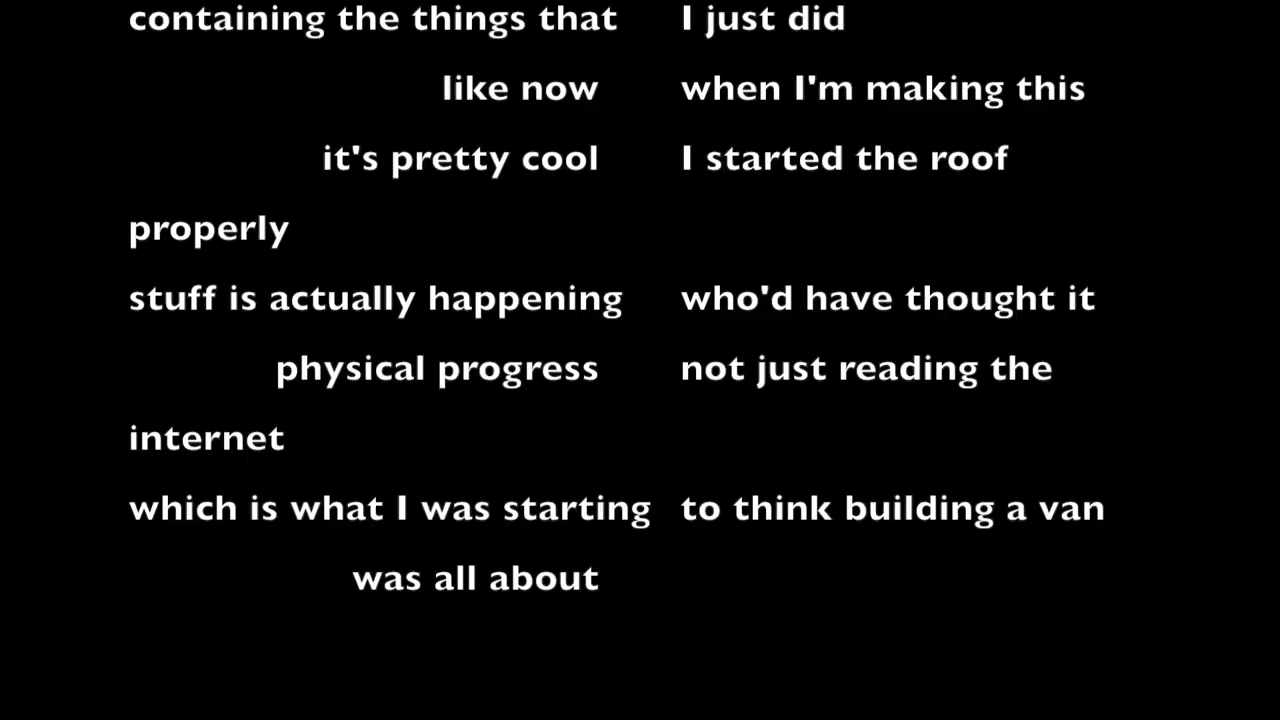 containing the things that I just did
like now when I'm making this
it's pretty cool I started the roof
properly
stuff is actually happening who'd have thought it
physical progress not just reading the
internet
which is what I was starting to think building a van
was all about